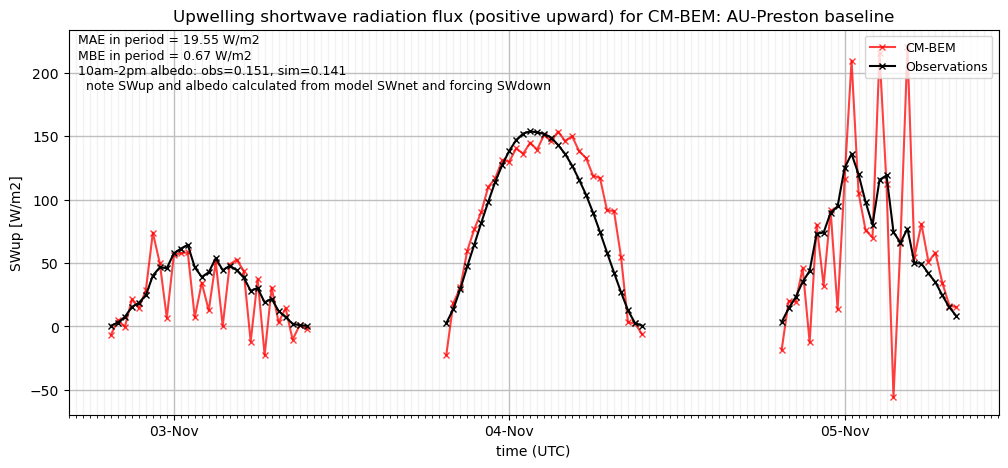 Upwelling shortwave radiation flux (positive upward) for CM-BEM: AU-Preston baseline
MAE in period = 19.55 W/m2
MBE in period = 0.67 W/m2
10am-2pm albedo: obs=0.151, sim=0.141
note SWup and albedo calculated from model SWnet and forcing SWdown
CM-BEM
Observations
SWup [W/m2]
200
150
100
50
0
−50
03-Nov
04-Nov
05-Nov
time (UTC)